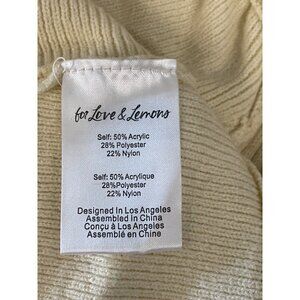 for Love & Lemons
Self: 50% Acrylic
28% Polyester
22% Nylon
Self: 50% Acrylique
28%Polyester
22% Nylon
Designed In Los Angeles
Assembled in China
Conçu à Los Angeles
Assemblé en Chine